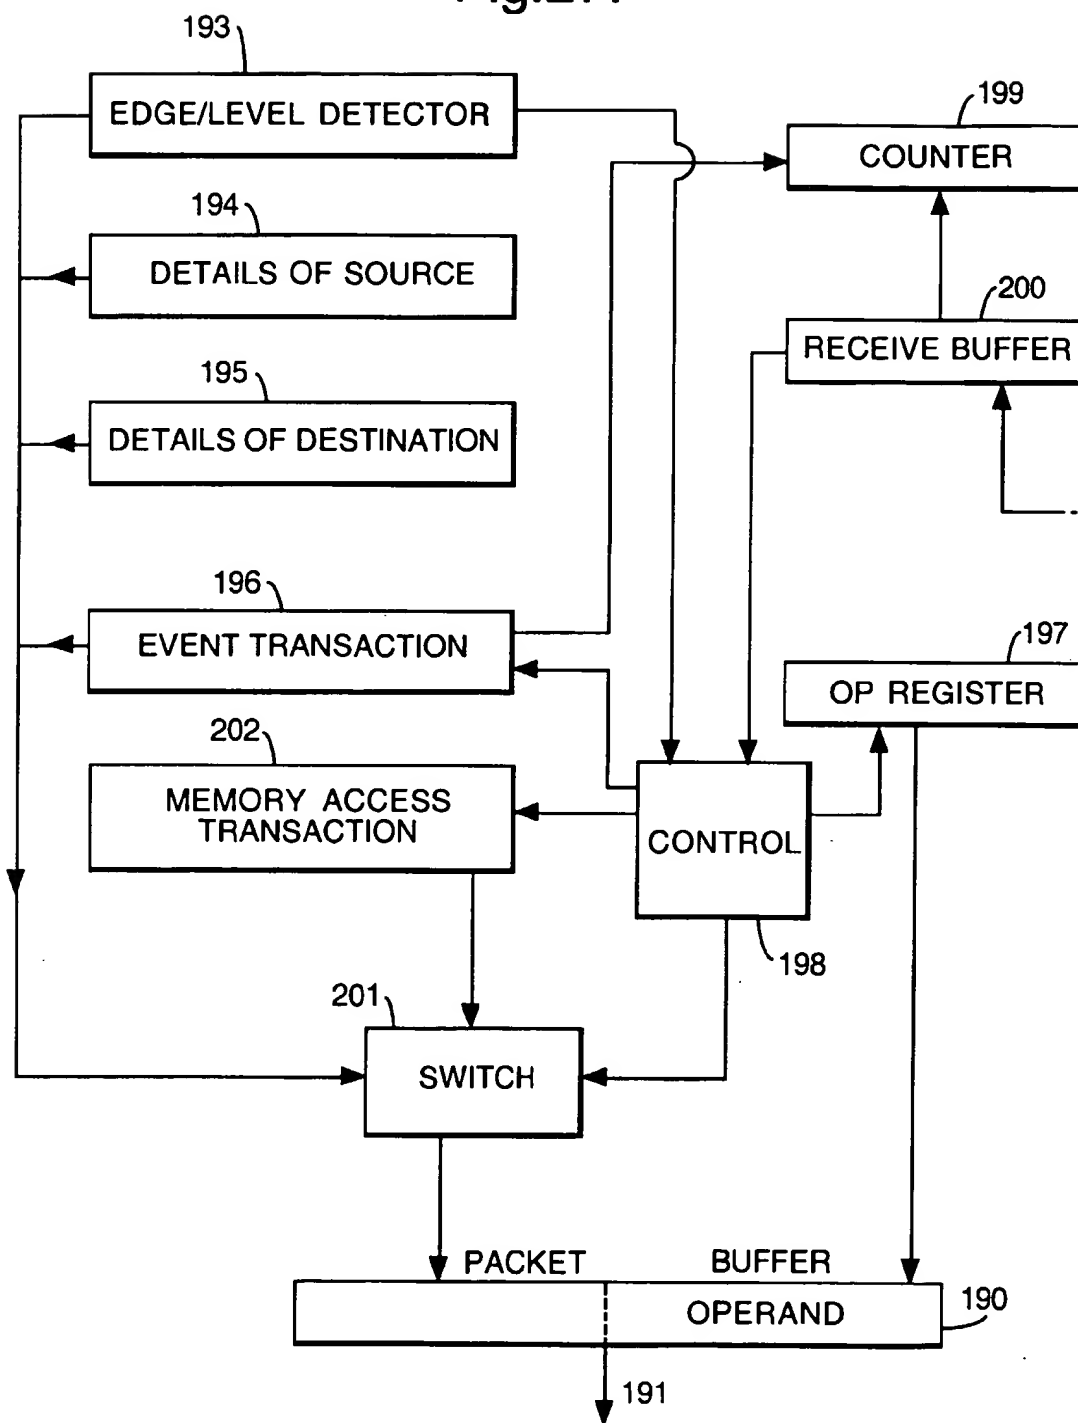 193
EDGE/LEVEL DETECTOR
199
COUNTER
194
DETAILS OF SOURCE
200
RECEIVE BUFFER
195
DETAILS OF DESTINATION
196
EVENT TRANSACTION
197
OP REGISTER
202
MEMORY ACCESS
TRANSACTION
CONTROL
198
201
SWITCH
PACKET BUFFER
OPERAND
190
191